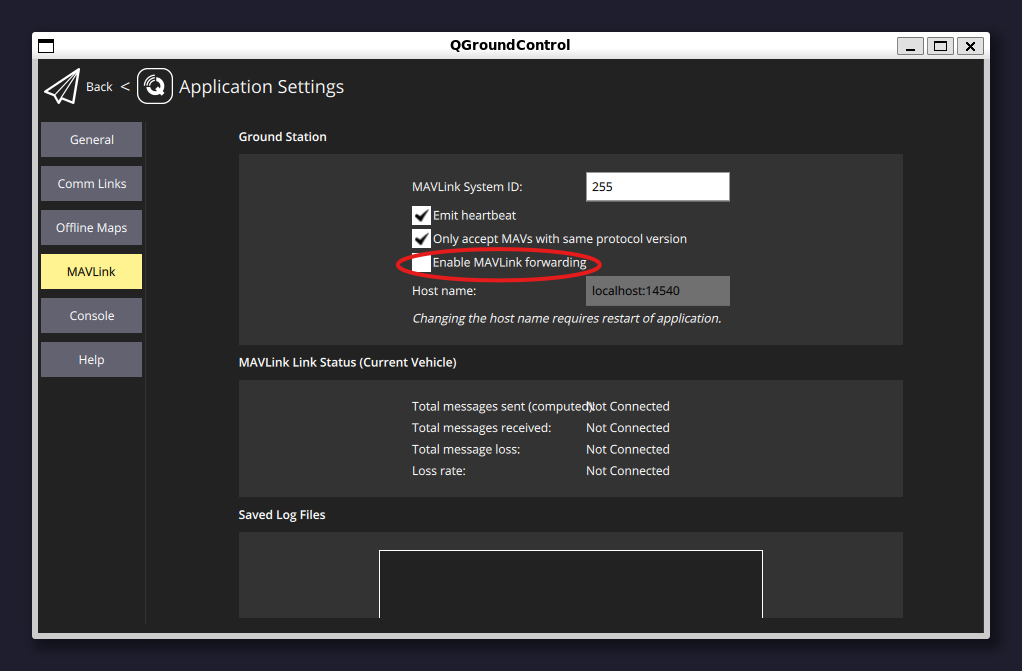 QGroundControl
Back < Application Settings
General
Comm Links
Offline Maps
MAVLink
Console
Help
Ground Station
MAVLink System ID: 255
Emit heartbeat
Only accept MAVs with same protocol version
Enable MAVLink forwarding
Host name: localhost:14540
Changing the host name requires restart of application.
MAVLink Link Status (Current Vehicle)
Total messages sent (computed): Not Connected
Total messages received: Not Connected
Total message loss: Not Connected
Loss rate: Not Connected
Saved Log Files